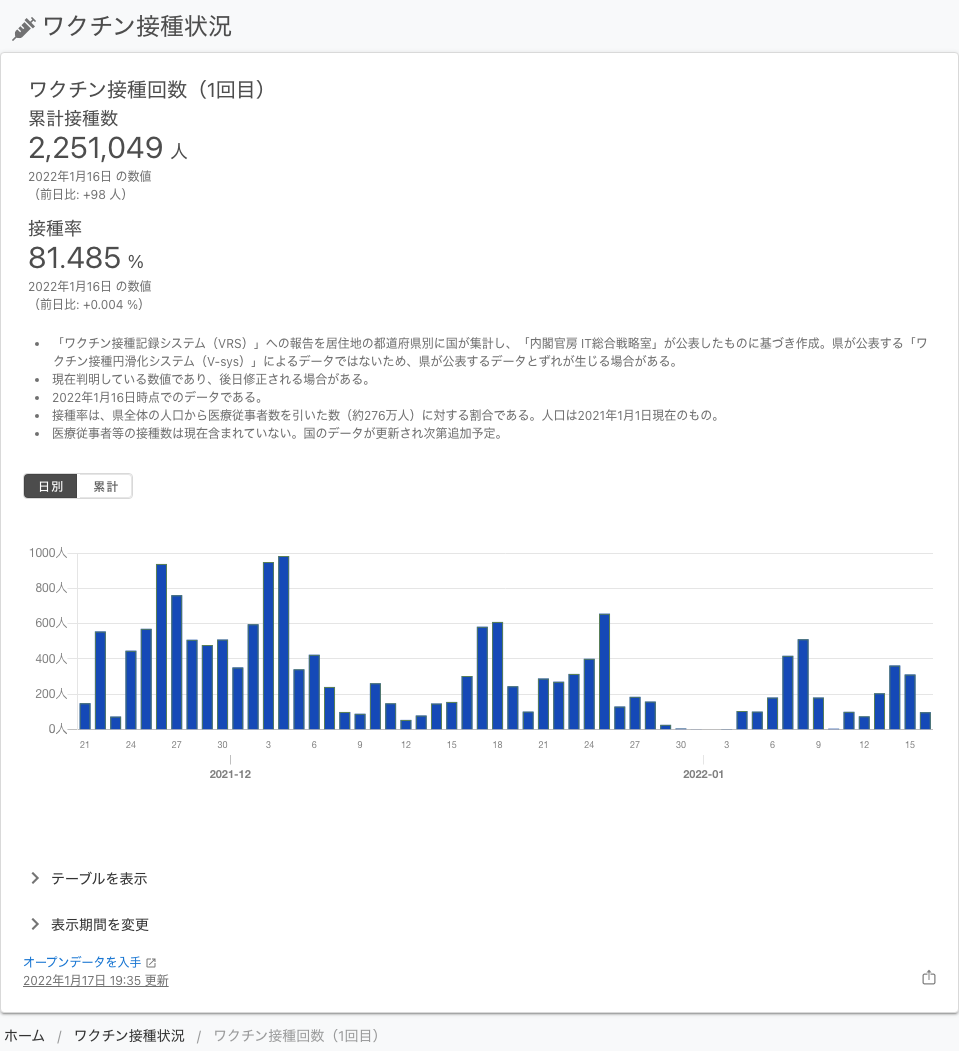 ワクチン接種状況
ワクチン接種回数（1回目）
累計接種数
2,251,049 人
2022年1月16日 の数値
（前日比: +98 人）
接種率
81.485 %
2022年1月16日 の数値
（前日比: +0.004 %）
「ワクチン接種記録システム（VRS）」への報告を居住地の都道府県別に国が集計し、「内閣官房 IT総合戦略室」が公表したものに基づき作成。県が公表する「ワ
クチン接種円滑化システム（V-sys）」によるデータではないため、県が公表するデータとずれが生じる場合がある。
現在判明している数値であり、後日修正される場合がある。
2022年1月16日時点でのデータである。
接種率は、県全体の人口から医療従事者数を引いた数（約276万人）に対する割合である。人口は2021年1月1日現在のもの。
医療従事者等の接種数は現在含まれていない。国のデータが更新され次第追加予定。
日別 累計
1000人
800人
600人
400人
200人
0人
21 24 27 30 3 6 9 12 15 18 21 24 27 30 3 6 9 12 15
2021-12 2022-01
テーブルを表示
表示期間を変更
オープンデータを入手
2022年1月17日 19:35 更新
ホーム / ワクチン接種状況 / ワクチン接種回数（1回目）